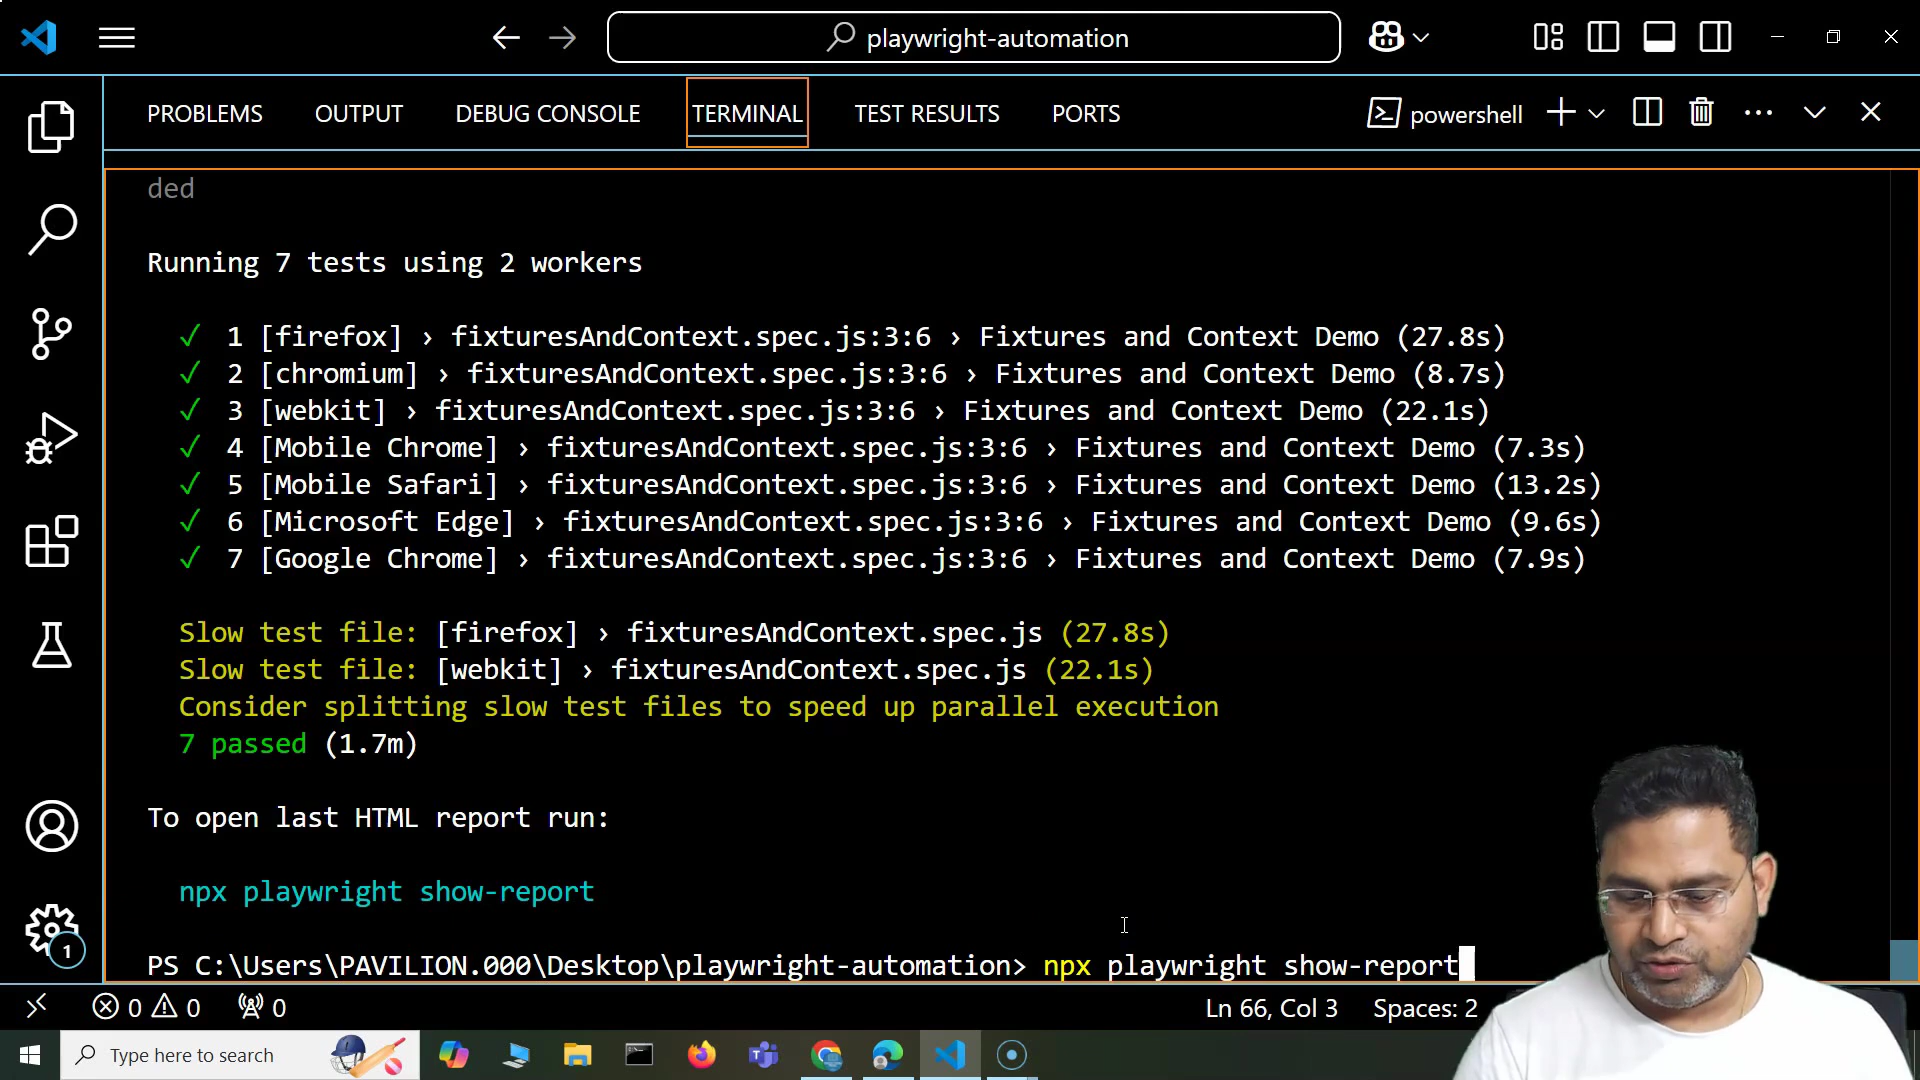 playwright-automation
PROBLEMS OUTPUT DEBUG CONSOLE TERMINAL TEST RESULTS PORTS powershell
ded
Running 7 tests using 2 workers
✓ 1 [firefox] › fixturesAndContext.spec.js:3:6 › Fixtures and Context Demo (27.8s)
✓ 2 [chromium] › fixturesAndContext.spec.js:3:6 › Fixtures and Context Demo (8.7s)
✓ 3 [webkit] › fixturesAndContext.spec.js:3:6 › Fixtures and Context Demo (22.1s)
✓ 4 [Mobile Chrome] › fixturesAndContext.spec.js:3:6 › Fixtures and Context Demo (7.3s)
✓ 5 [Mobile Safari] › fixturesAndContext.spec.js:3:6 › Fixtures and Context Demo (13.2s)
✓ 6 [Microsoft Edge] › fixturesAndContext.spec.js:3:6 › Fixtures and Context Demo (9.6s)
✓ 7 [Google Chrome] › fixturesAndContext.spec.js:3:6 › Fixtures and Context Demo (7.9s)
Slow test file: [firefox] › fixturesAndContext.spec.js (27.8s)
Slow test file: [webkit] › fixturesAndContext.spec.js (22.1s)
Consider splitting slow test files to speed up parallel execution
7 passed (1.7m)
To open last HTML report run:
npx playwright show-report
PS C:\Users\PAVILION.000\Desktop\playwright-automation> npx playwright show-report
1
0 0 0 Ln 66, Col 3 Spaces: 2
Type here to search